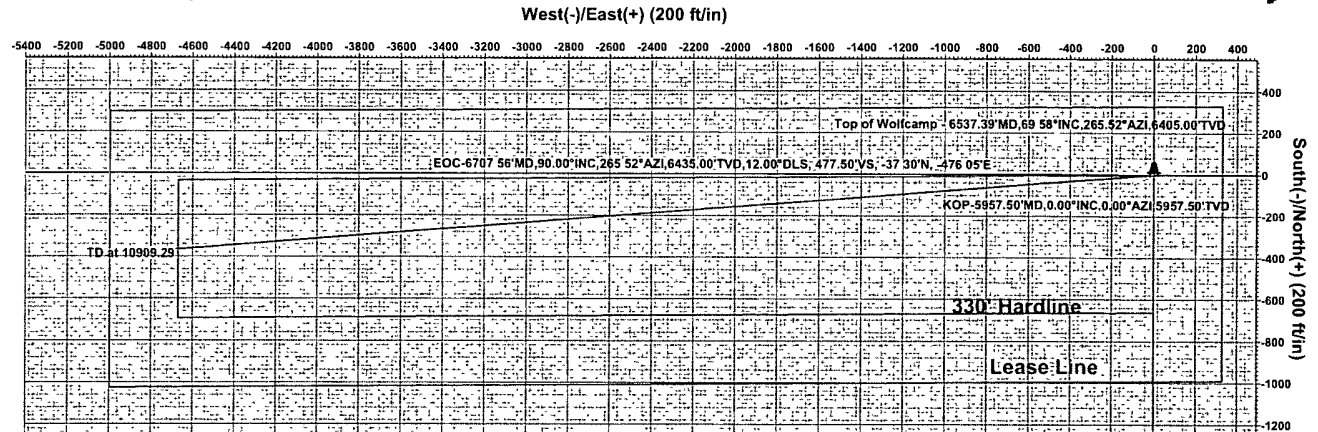 West(-)/East(+) (200 ft/in)
-5400 -5200 -5000 -4800 -4600 -4400 -4200 -4000 -3800 -3600 -3400 -3200 -3000 -2800 -2600 -2400 -2200 -2000 -1800 -1600 -1400 -1200 -1000 -800 -600 -400 -200 0 200 400
400
Top of Wolfcamp - 6537.39'MD,69 58°INC,265.52°AZI,6405.00'TVD
200
EOC-6707 56'MD,90.00°INC,265 52°AZI,6435.00'TVD,12.00°DLS, 477.50'VS, -37 30'N, -476 05'E
0
KOP-5957.50'MD,0.00°INC,0.00°AZI,5957.50'TVD
-200
TD at 10909.29
-400
-600
330' Hardline
-800
Lease Line
-1000
-1200
South(-)/North(+) (200 ft/in)